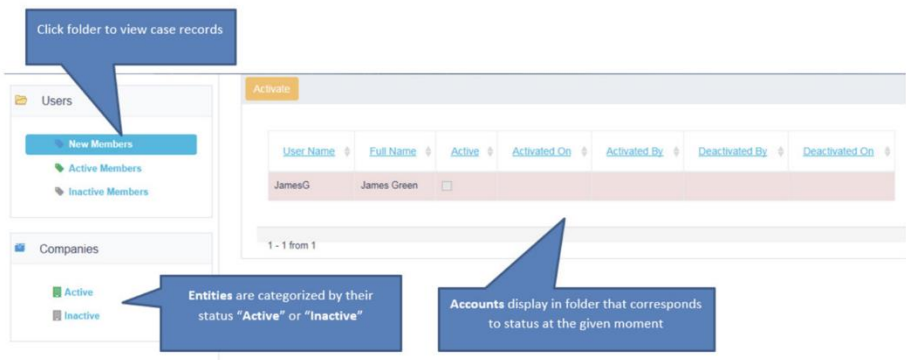 Click folder to view case records
Users
New Members
Active Members
Inactive Members
Companies
Active
Inactive
Activate
User Name Full Name Active Activated On Activated By Deactivated By Deactivated On
JamesG James Green
1 - 1 from 1
Entities are categorized by their
status “Active” or “Inactive”
Accounts display in folder that corresponds
to status at the given moment